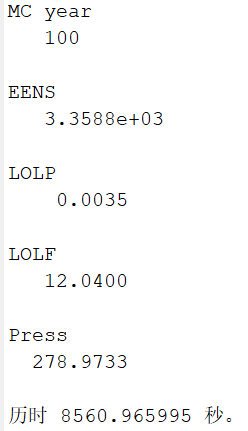 MC year
100
EENS
3.3588e+03
LOLP
0.0035
LOLF
12.0400
Press
278.9733
历时 8560.965995 秒。